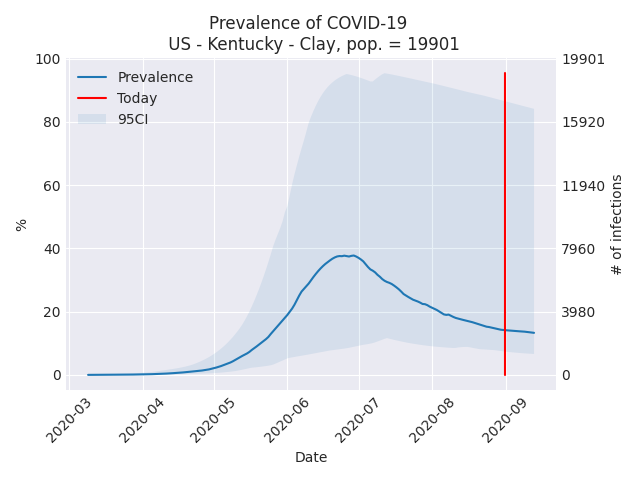 Prevalence of COVID-19
US - Kentucky - Clay, pop. = 19901
Prevalence
Today
95CI
100
80
60
40
20
0
%
19901
15920
11940
7960
3980
0
# of infections
2020-03
2020-04
2020-05
2020-06
2020-07
2020-08
2020-09
Date